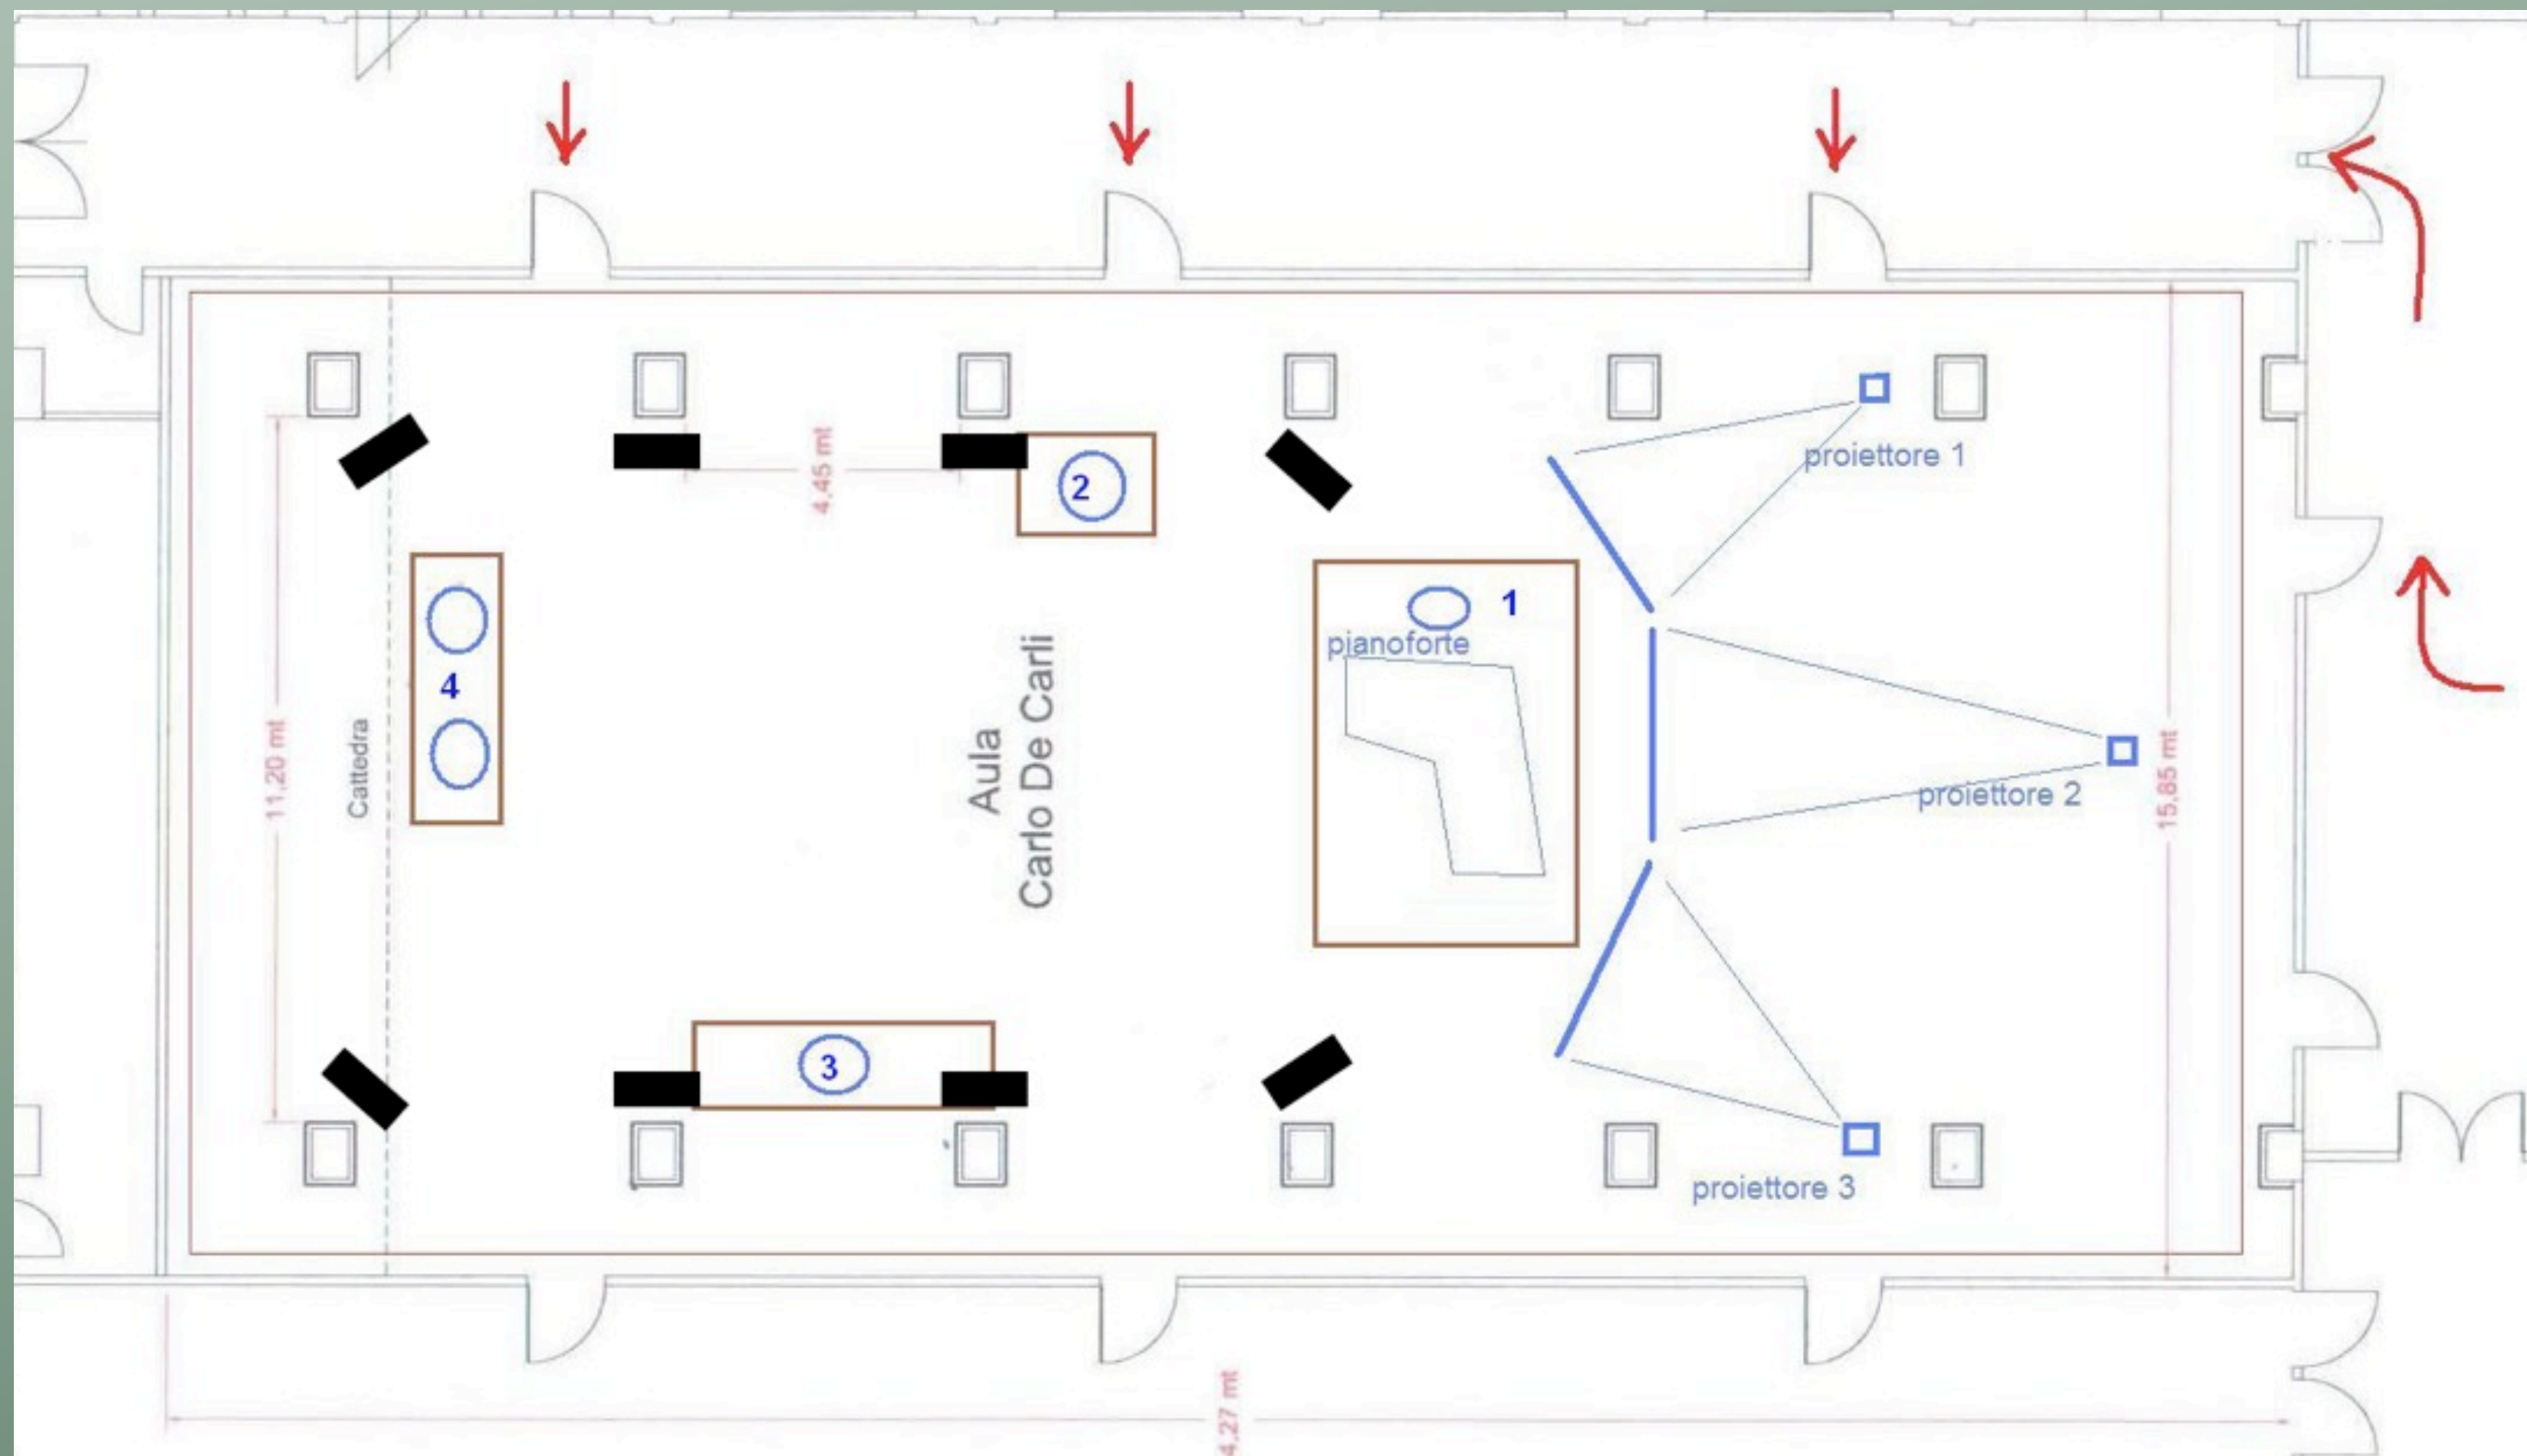 4,45 mt
2
proiettore 1
1
pianoforte
4
11,20 mt
Cattedra
Aula
Carlo De Carli
proiettore 2
15,85 mt
3
proiettore 3
4,27 mt